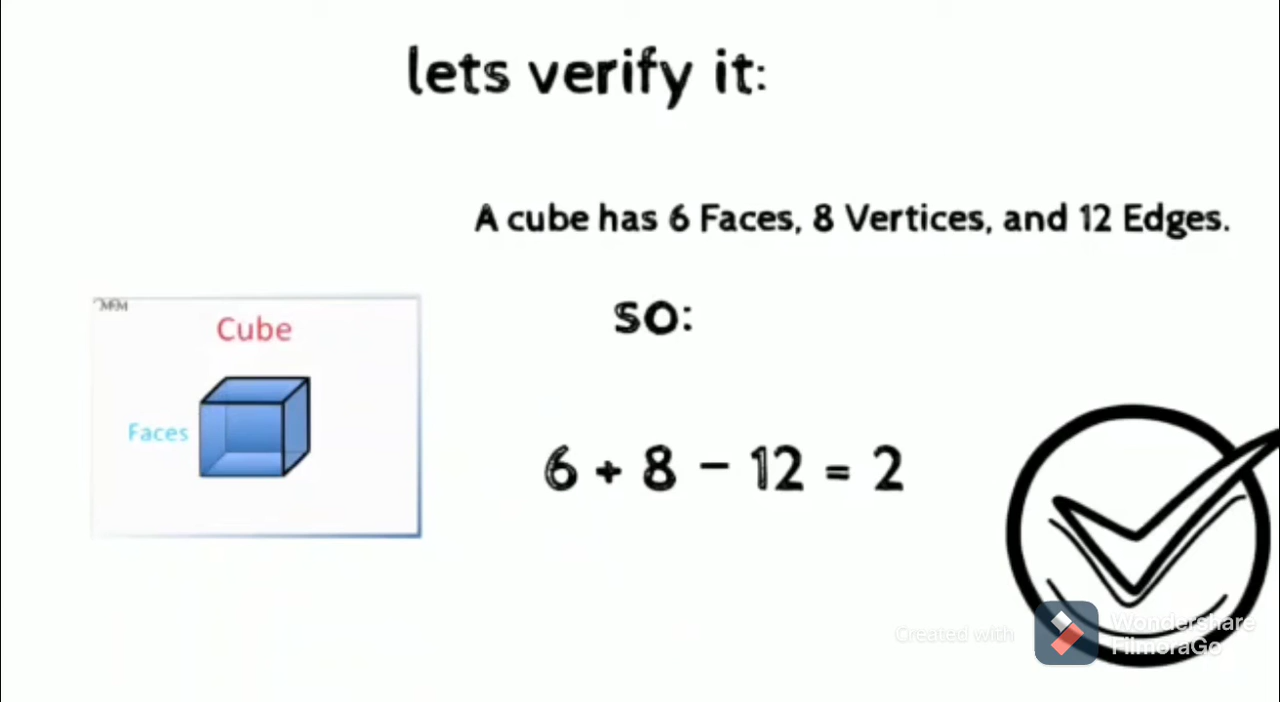 lets verify it:
A cube has 6 Faces, 8 Vertices, and 12 Edges.
MFM
Cube
so:
Faces
6 + 8 - 12 = 2
Created with
Wondershare
FilmoraGo